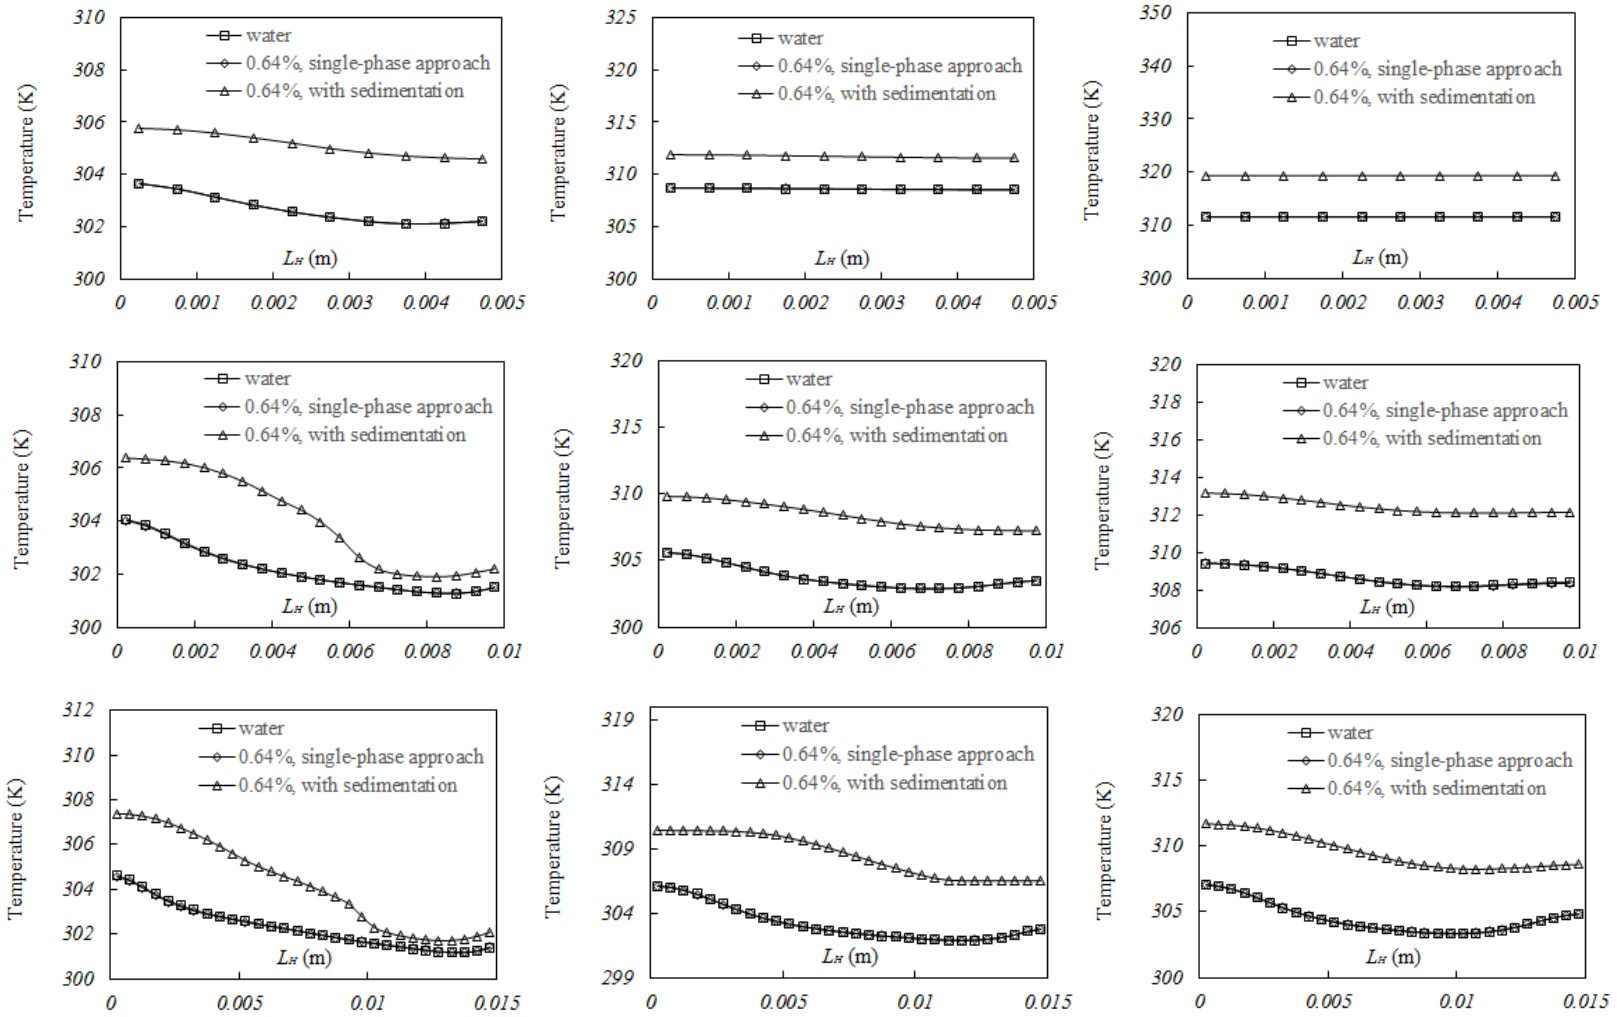 310
308
306
304
302
300
Temperature (K)
water
0.64%, single-phase approach
0.64%, with sedimentation
LH (m)
0 0.001 0.002 0.003 0.004 0.005
325
320
315
310
305
300
Temperature (K)
water
0.64%, single-phase approach
0.64%, with sedimentation
LH (m)
0 0.001 0.002 0.003 0.004 0.005
350
340
330
320
310
300
Temperature (K)
water
0.64%, single-phase approach
0.64%, with sedimentation
LH (m)
0 0.001 0.002 0.003 0.004 0.005
310
308
306
304
302
300
Temperature (K)
water
0.64%, single-phase approach
0.64%, with sedimentation
LH (m)
0 0.002 0.004 0.006 0.008 0.01
320
315
310
305
300
Temperature (K)
water
0.64%, single-phase approach
0.64%, with sedimentation
LH (m)
0 0.002 0.004 0.006 0.008 0.01
320
318
316
314
312
310
308
306
Temperature (K)
water
0.64%, single-phase approach
0.64%, with sedimentation
LH (m)
0 0.002 0.004 0.006 0.008 0.01
312
310
308
306
304
302
300
Temperature (K)
water
0.64%, single-phase approach
0.64%, with sedimentation
LH (m)
0 0.005 0.01 0.015
319
314
309
304
299
Temperature (K)
water
0.64%, single-phase approach
0.64%, with sedimentation
LH (m)
0 0.005 0.01 0.015
320
315
310
305
300
Temperature (K)
water
0.64%, single-phase approach
0.64%, with sedimentation
LH (m)
0 0.005 0.01 0.015